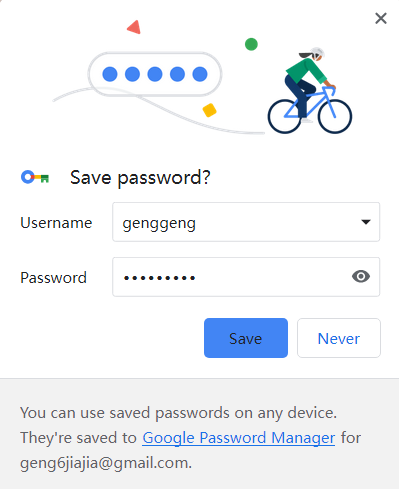 Save password?
Username genggeng
Password •••••••••
Save Never
You can use saved passwords on any device.
They're saved to Google Password Manager for
geng6jiajia@gmail.com.